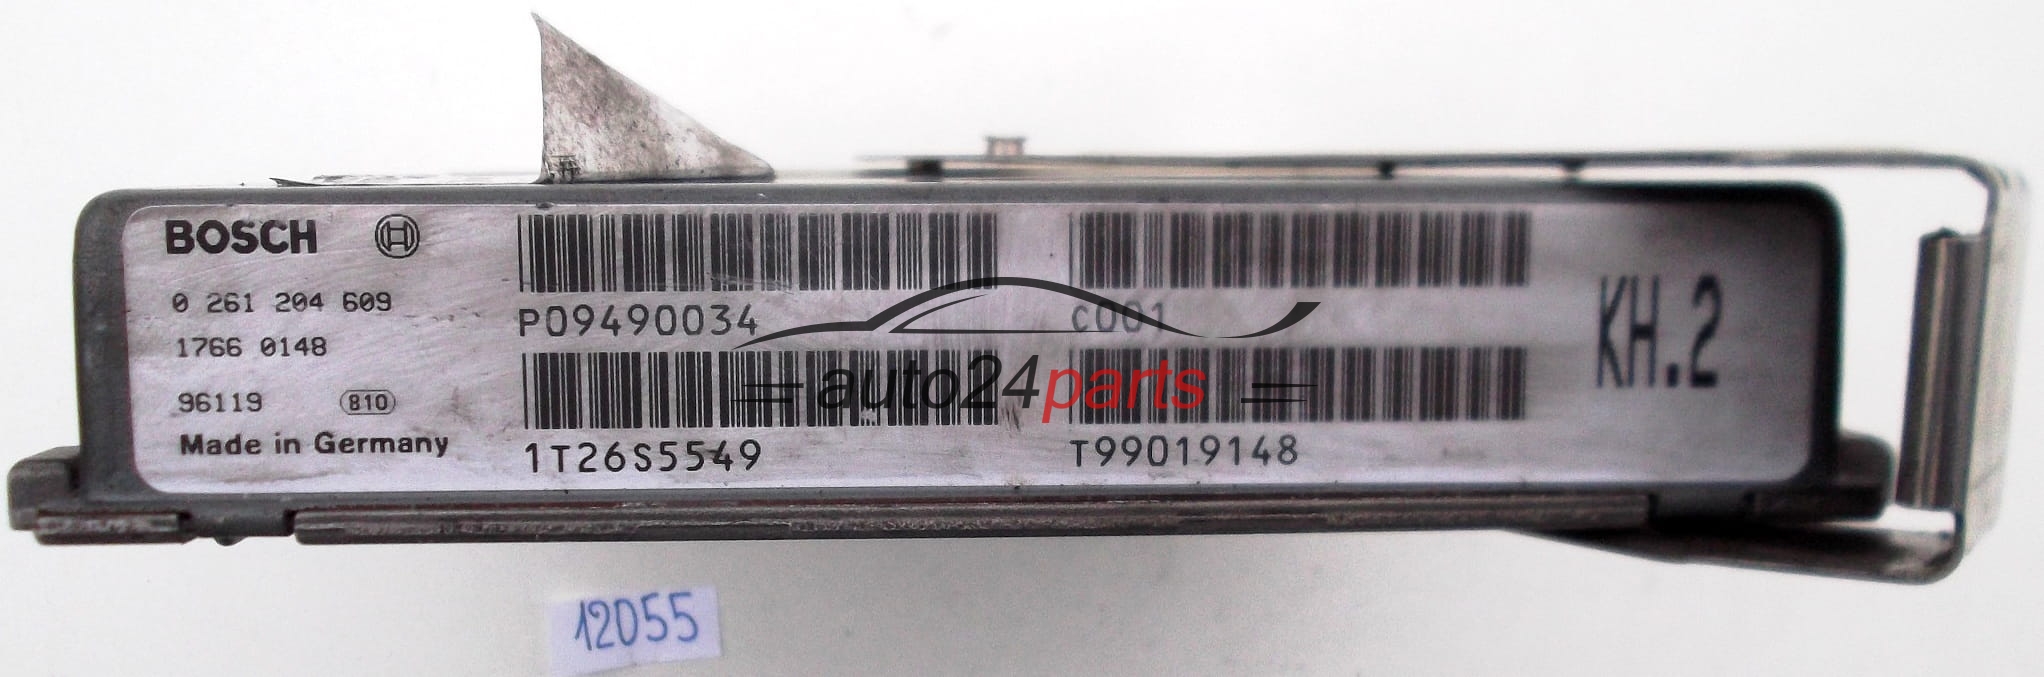 BOSCH
0 261 204 609
1766 0148
96119 810
Made in Germany
P09490034
1T26S5549
c001
T99019148
KH.2
auto24parts
12055